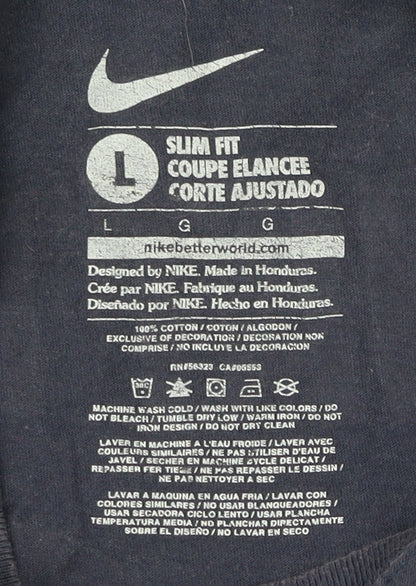 L
SLIM FIT
COUPE ELANCEE
CORTE AJUSTADO
L G G
nikebetterworld.com
Designed by NIKE. Made in Honduras.
Crée par NIKE. Fabrique au Honduras.
Diseñado por NIKE. Hecho en Honduras.
100% COTTON / COTON / ALGODON /
EXCLUSIVE OF DECORATION / DECORATION NON
COMPRISE / NO INCLUYE LA DECORACION
RN#56323 CA#05553
30C
MACHINE WASH COLD / WASH WITH LIKE COLORS / DO
NOT BLEACH / TUMBLE DRY LOW / WARM IRON / DO NOT
IRON DESIGN / DO NOT DRY CLEAN
LAVER EN MACHINE A L'EAU FROIDE / LAVER AVEC
COULEURS SIMILAIRES / NE PAS UTILISER D'EAU DE
JAVEL / SECHER EN MACHINE CYCLE DELICAT /
REPASSER FER TIEDE / NE PAS REPASSER LE DESSIN /
NE PAS NETTOYER A SEC
LAVAR A MAQUINA EN AGUA FRIA / LAVAR CON
COLORES SIMILARES / NO USAR BLANQUEADORES /
USAR SECADORA CICLO LENTO / USAR PLANCHA
TEMPERATURA MEDIA / NO PLANCHAR DIRECTAMENTE
SOBRE EL DISEÑO / NO LAVAR EN SECO